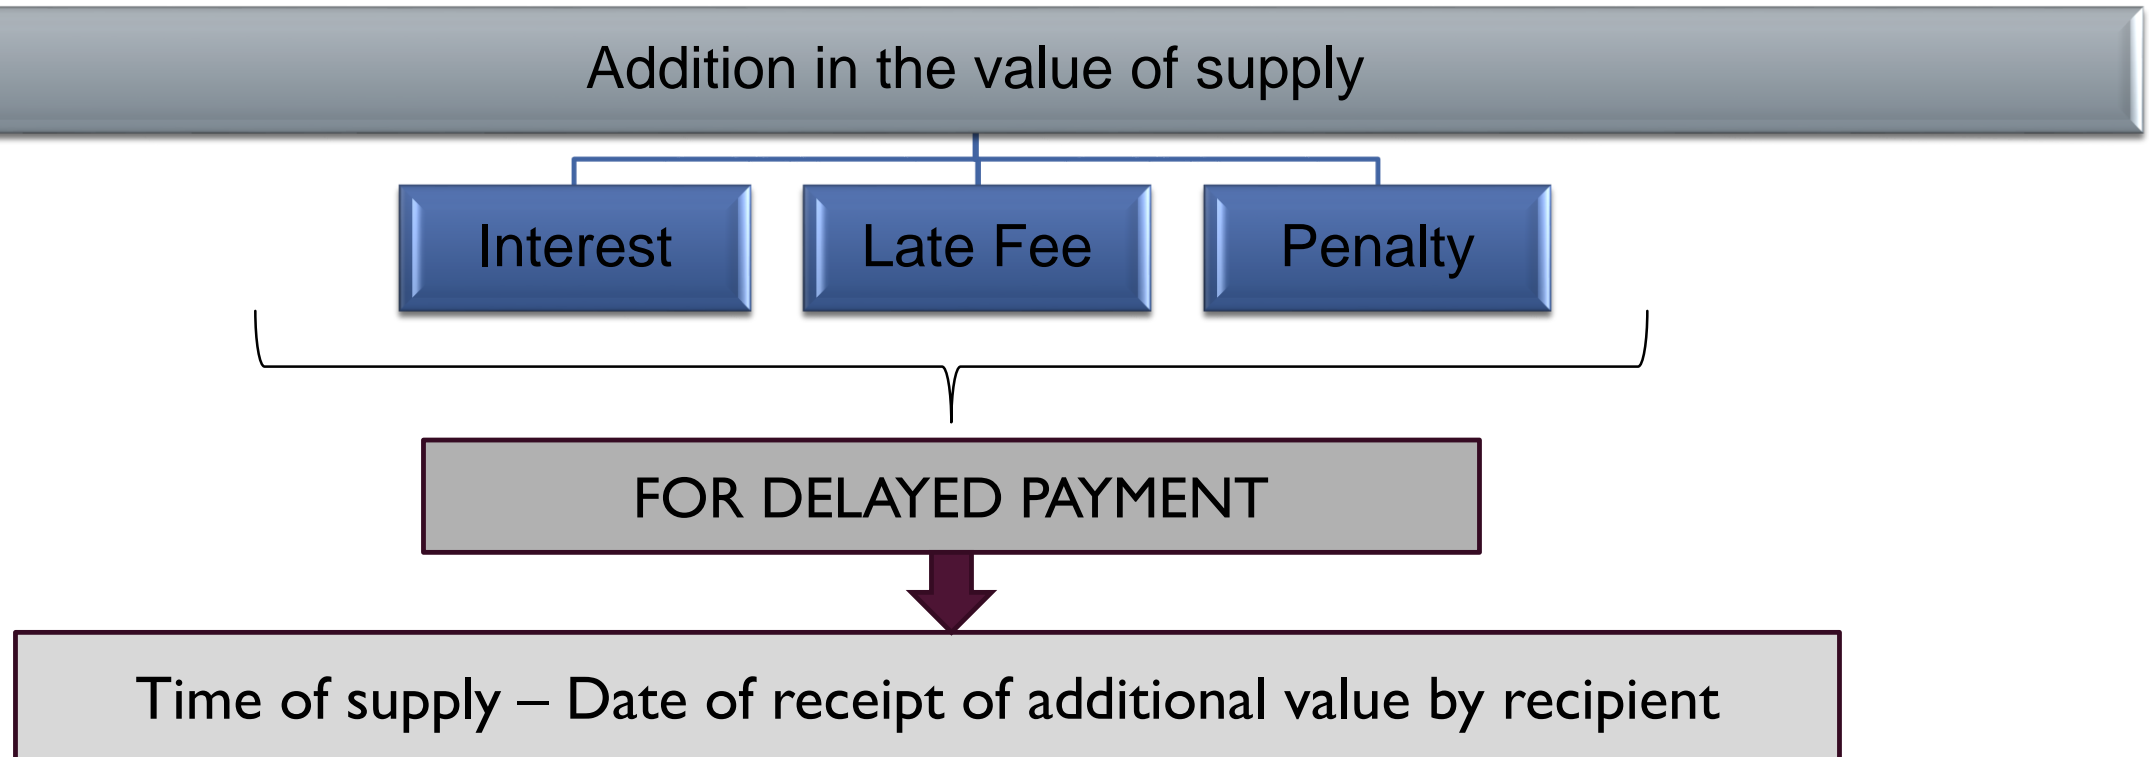 Addition in the value of supply
Interest
Late Fee
Penalty
FOR DELAYED PAYMENT
Time of supply – Date of receipt of additional value by recipient